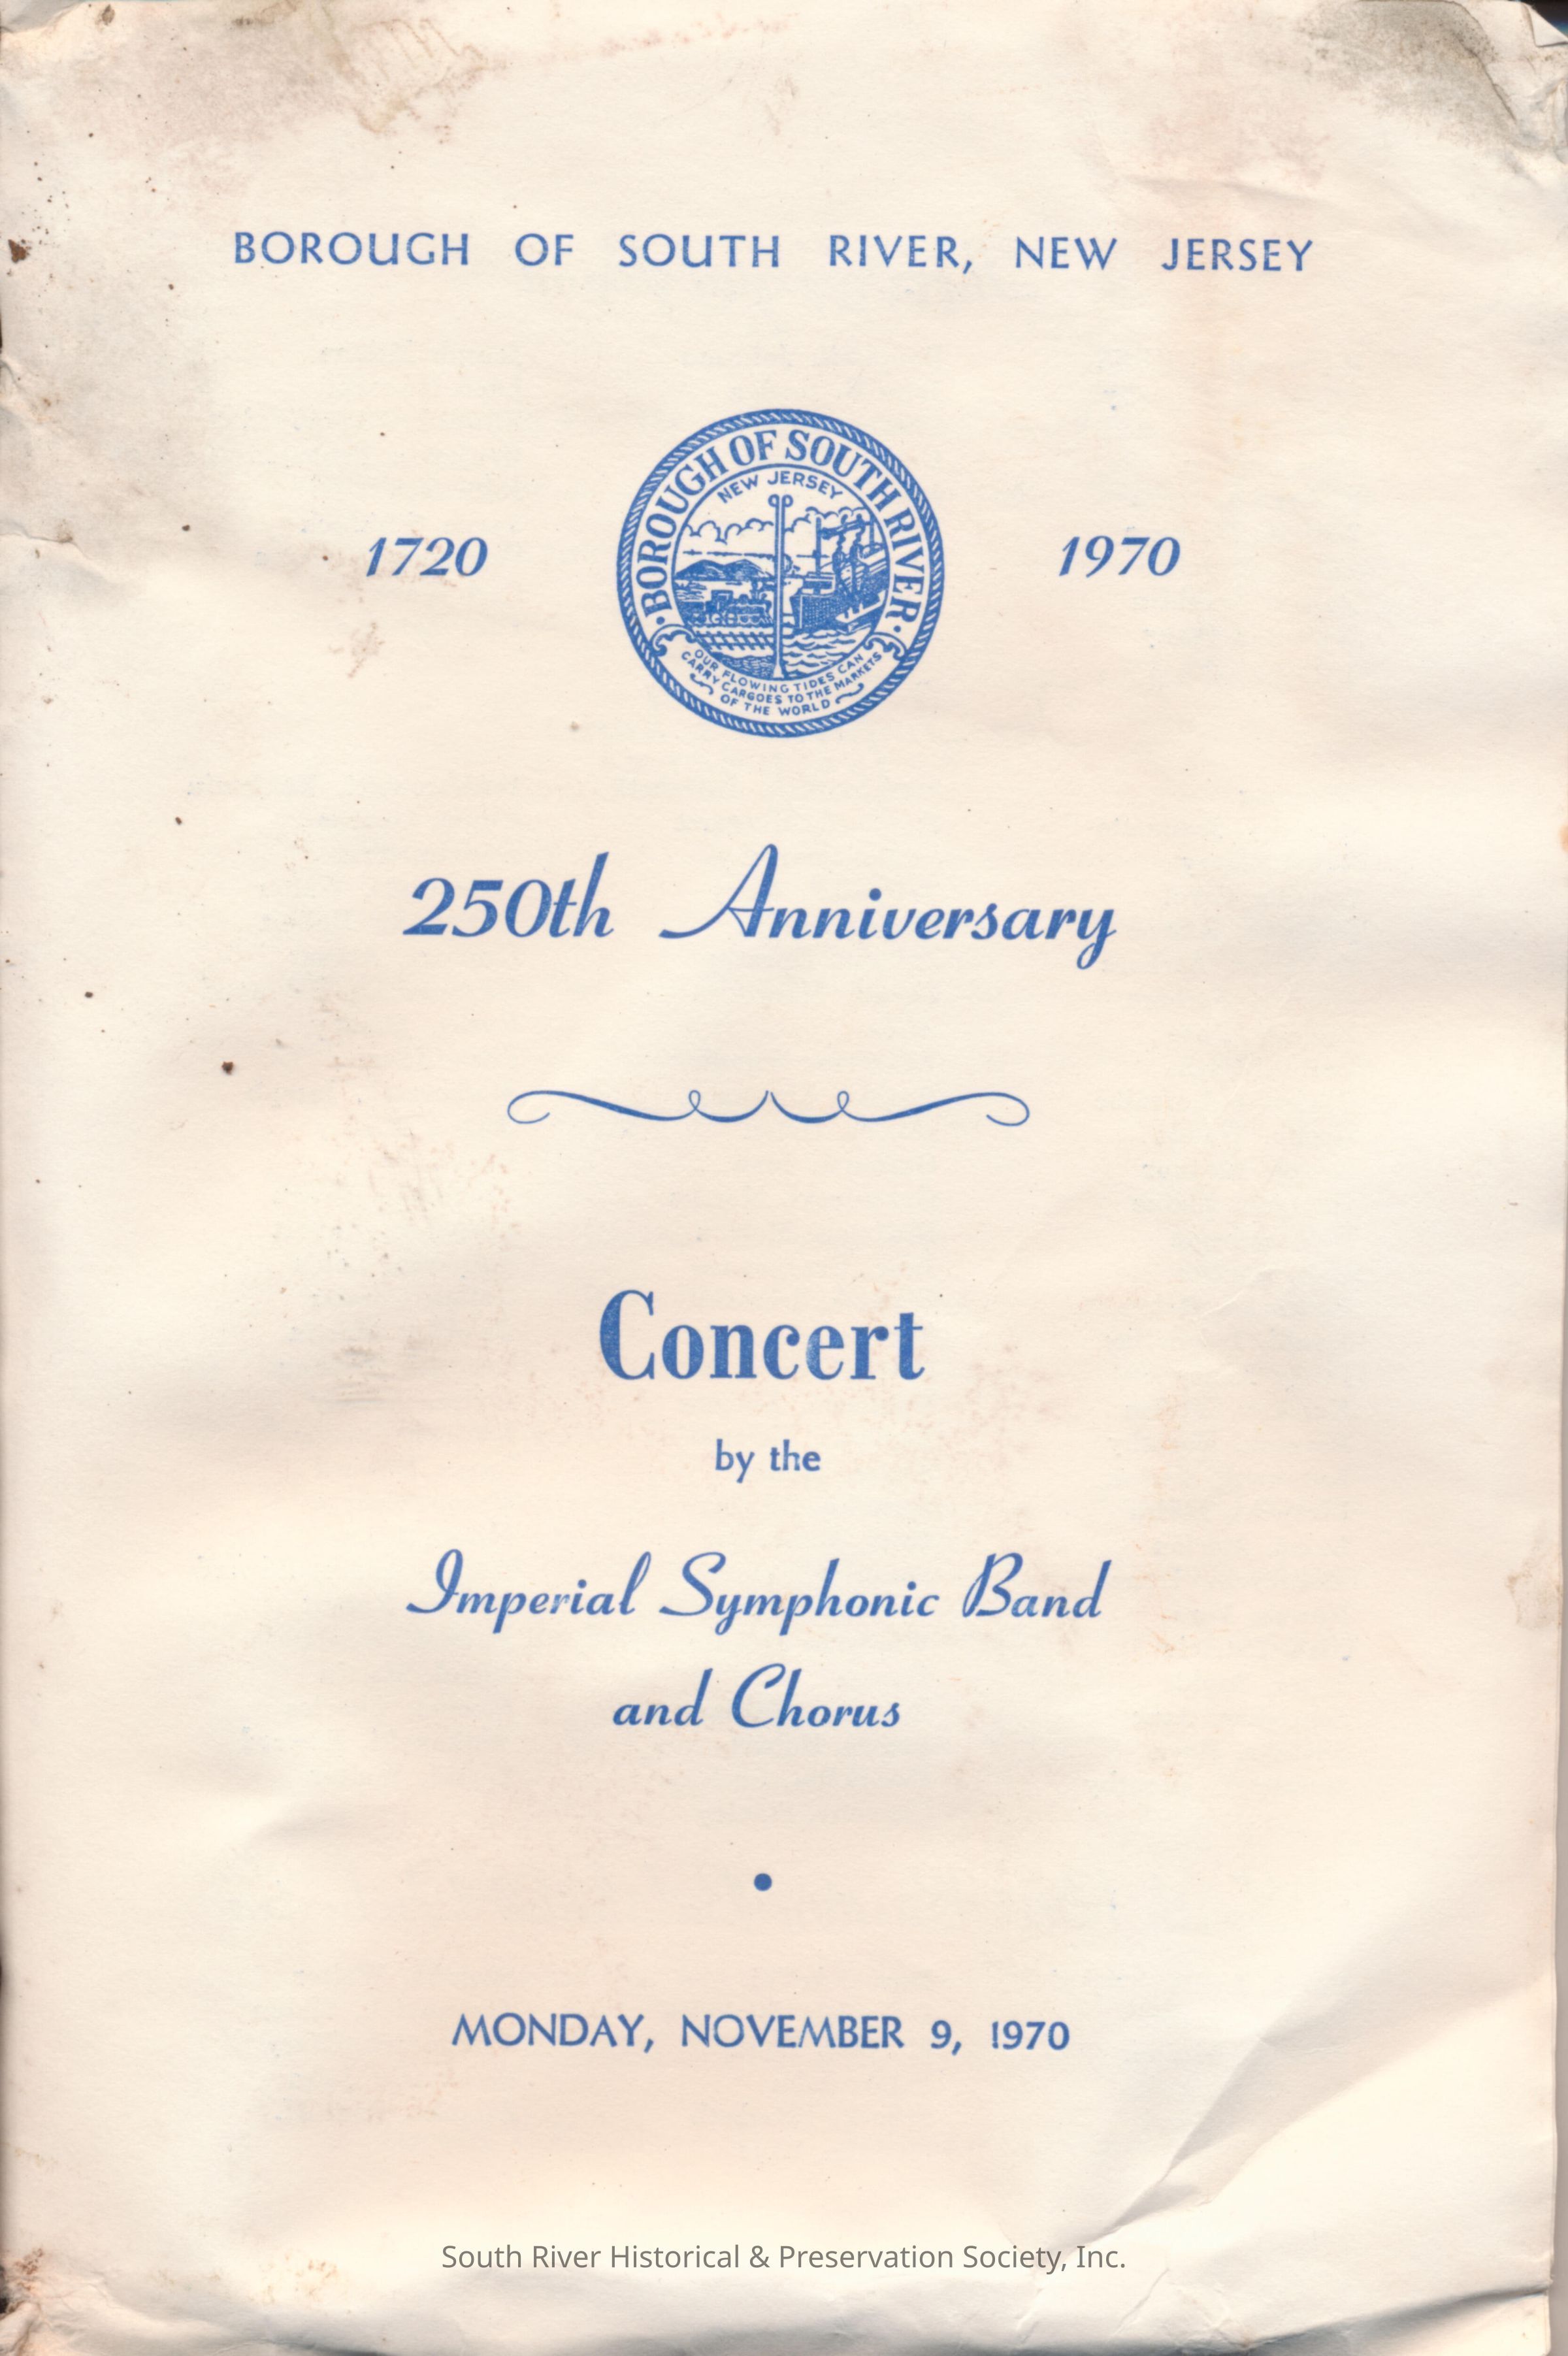 BOROUGH OF SOUTH RIVER, NEW JERSEY
BOROUGH OF SOUTH RIVER
NEW JERSEY
1720
1970
OUR FLOWING TIDES CAN
CARRY CARGOES TO THE MARKETS
OF THE WORLD
250th Anniversary
Concert
by the
Imperial Symphonic Band
and Chorus
•
MONDAY, NOVEMBER 9, 1970
South River Historical & Preservation Society, Inc.